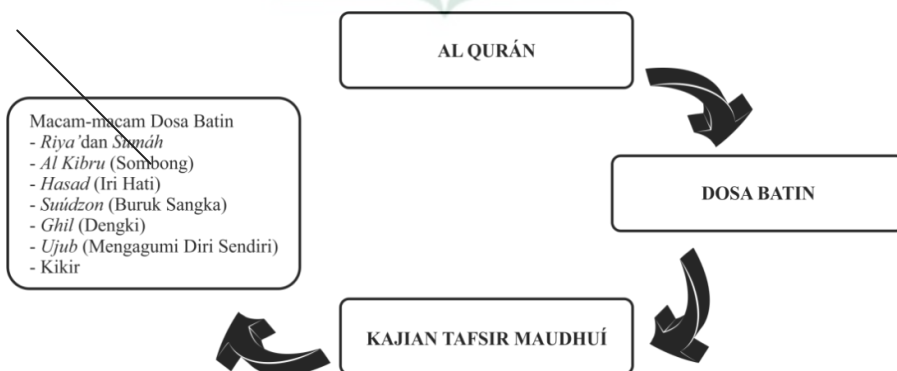 AL QURÁN
DOSA BATIN
KAJIAN TAFSIR MAUDHUÍ
Macam-macam Dosa Batin
- Riya’dan Sumáh
- Al Kibru (Sombong)
- Hasad (Iri Hati)
- Suúdzon (Buruk Sangka)
- Ghil (Dengki)
- Ujub (Mengagumi Diri Sendiri)
- Kikir